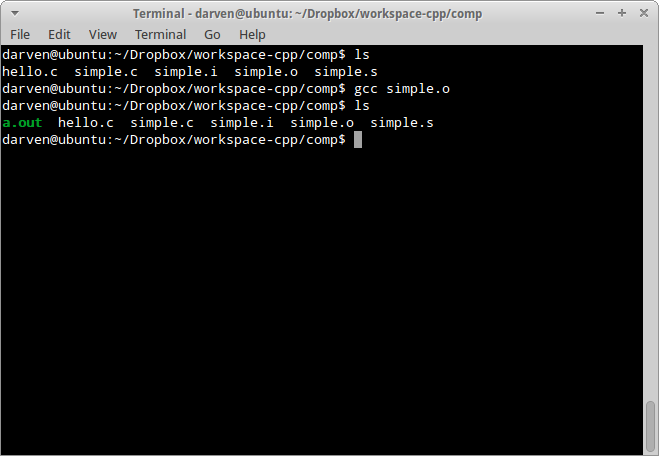 Terminal - darven@ubuntu: ~/Dropbox/workspace-cpp/comp
File Edit View Terminal Go Help
darven@ubuntu:~/Dropbox/workspace-cpp/comp$ ls
hello.c  simple.c  simple.i  simple.o  simple.s
darven@ubuntu:~/Dropbox/workspace-cpp/comp$ gcc simple.o
darven@ubuntu:~/Dropbox/workspace-cpp/comp$ ls
a.out  hello.c  simple.c  simple.i  simple.o  simple.s
darven@ubuntu:~/Dropbox/workspace-cpp/comp$